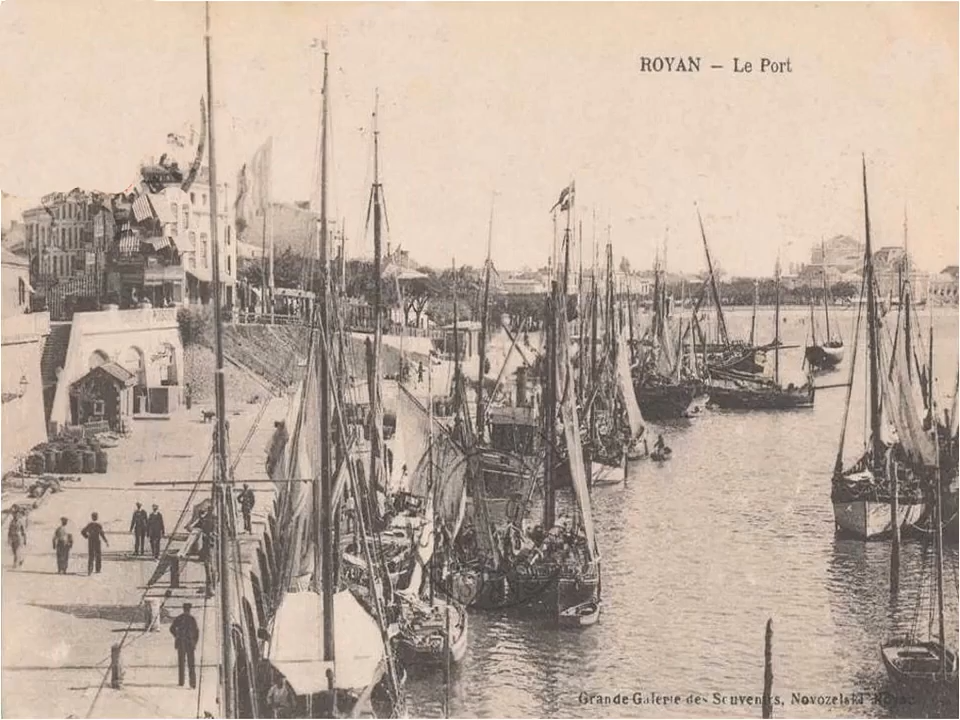 ROYAN – Le Port
Grande Galerie des Souvenirs, Novozelski